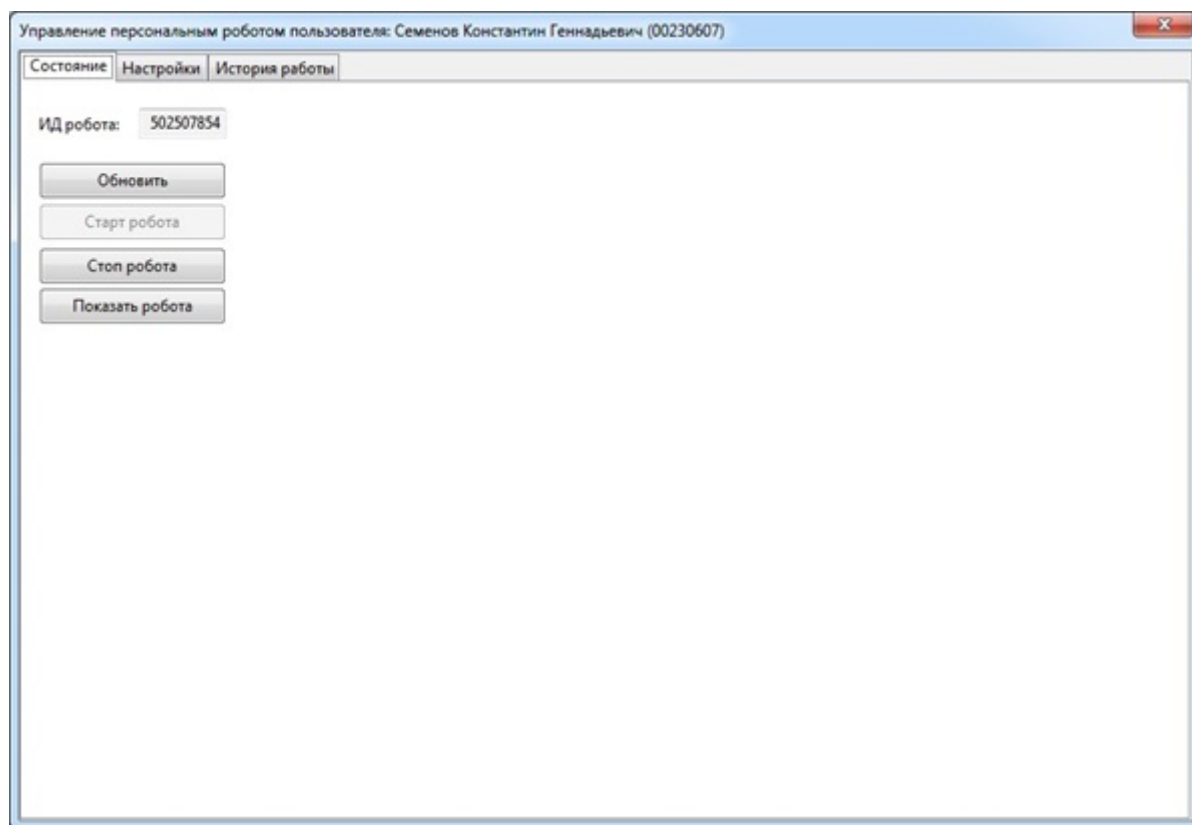 Управление персональным роботом пользователя: Семенов Константин Геннадьевич (00230607)
Состояние Настройки История работы
ИД робота: 502507854
Обновить
Старт робота
Стоп робота
Показать робота